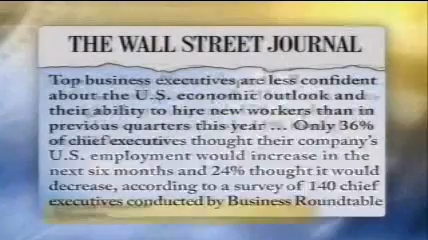 THE WALL STREET JOURNAL
Top business executives are less confident
about the U.S. economic outlook and
their ability to hire new workers than in
previous quarters this year ... Only 36%
of chief executives thought their company's
U.S. employment would increase in the
next six months and 24% thought it would
decrease, according to a survey of 140 chief
executives conducted by Business Roundtable